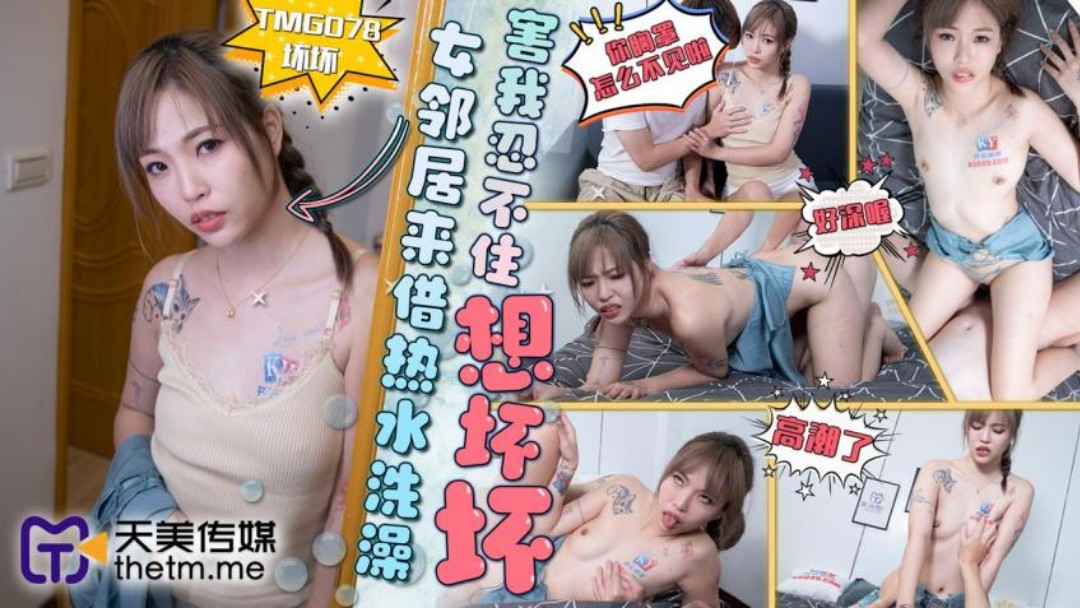 TMG078
坏坏
害我忍不住想坏坏
女邻居来借热水洗澡
你胸罩
怎么不见啦
好深喔
高潮了
天美传媒
thetm.me